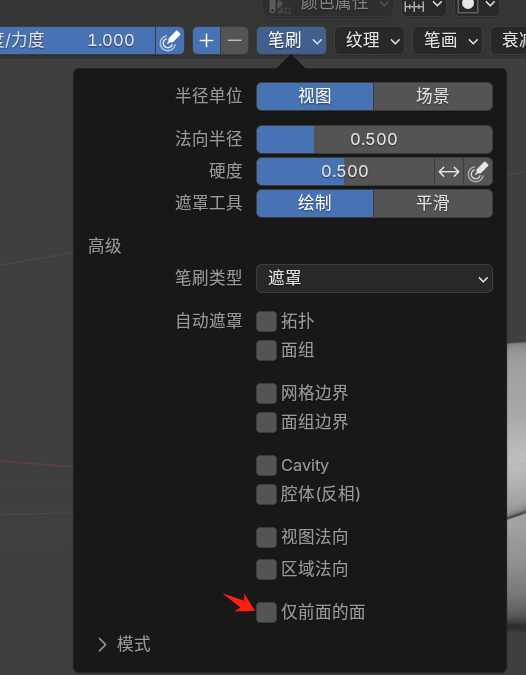 颜色属性
度/力度 1.000 + − 笔刷 纹理 笔画 衰减
半径单位 视图 场景
法向半径 0.500
硬度 0.500
遮罩工具 绘制 平滑
高级
笔刷类型 遮罩
自动遮罩 拓扑
面组
网格边界
面组边界
Cavity
腔体(反相)
视图法向
区域法向
仅前面的面
模式